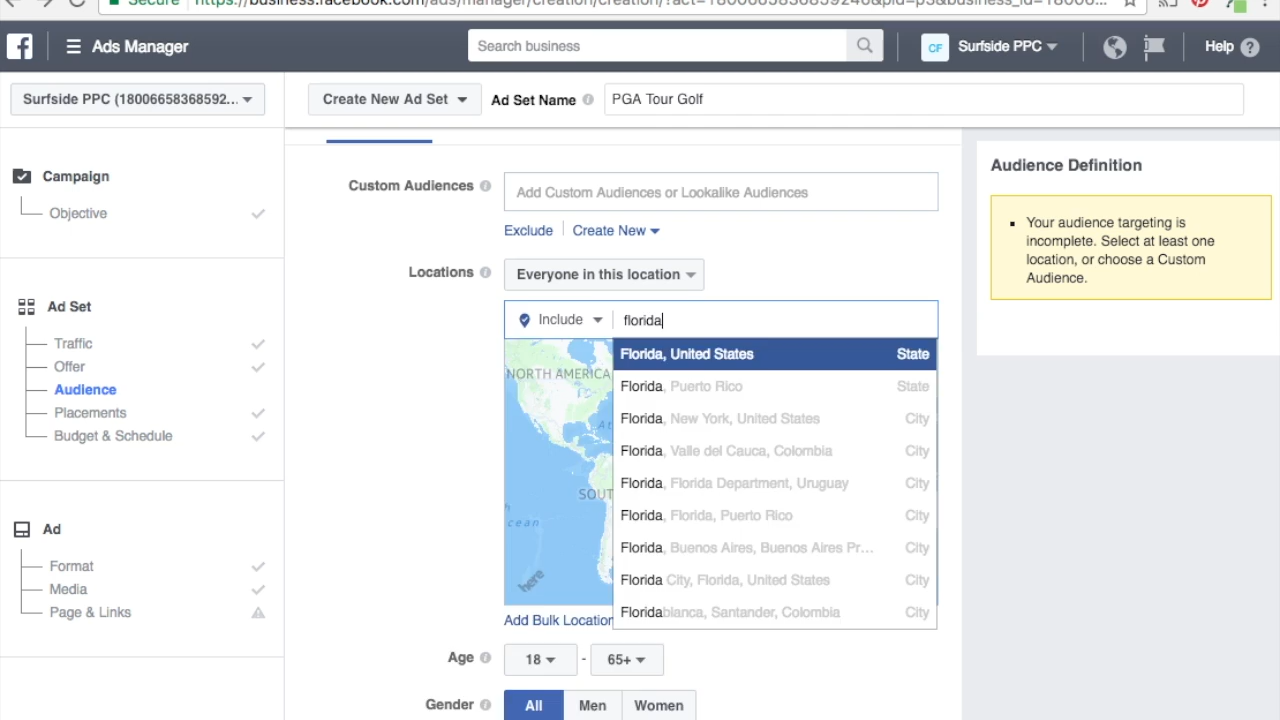 Secure
Ads Manager
Search business
CF
Surfside PPC
Help
Surfside PPC (18006658368592...
Create New Ad Set
Ad Set Name
PGA Tour Golf
Campaign
Objective
Ad Set
Traffic
Offer
Audience
Placements
Budget & Schedule
Ad
Format
Media
Page & Links
Custom Audiences
Add Custom Audiences or Lookalike Audiences
Exclude
Create New
Locations
Everyone in this location
Include
florida
Florida, United States State
Florida, Puerto Rico State
Florida, New York, United States City
Florida, Valle del Cauca, Colombia City
Florida, Florida Department, Uruguay City
Florida, Florida, Puerto Rico City
Florida, Buenos Aires, Buenos Aires Pr... City
Florida City, Florida, United States City
Floridablanca, Santander, Colombia City
NORTH AMERICA
SOUT
cean
here
Add Bulk Location
Age
18 - 65+
Gender
All
Men
Women
Audience Definition
Your audience targeting is
incomplete. Select at least one
location, or choose a Custom
Audience.